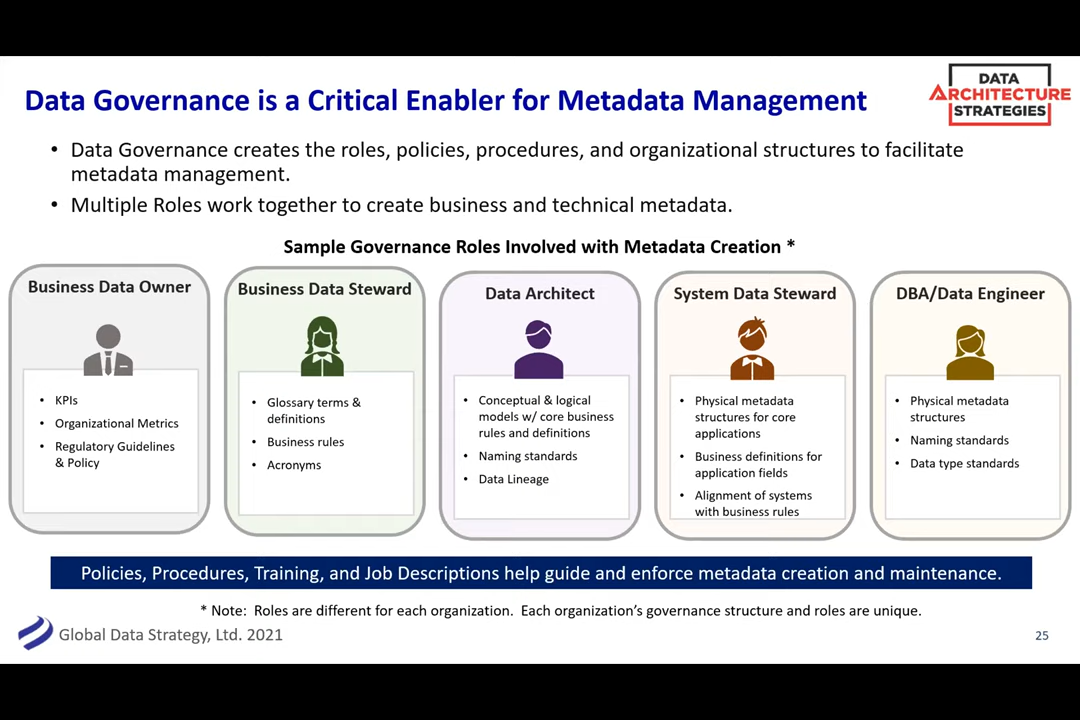 Data Governance is a Critical Enabler for Metadata Management
DATA
ARCHITECTURE
STRATEGIES
• Data Governance creates the roles, policies, procedures, and organizational structures to facilitate
metadata management.
• Multiple Roles work together to create business and technical metadata.
Sample Governance Roles Involved with Metadata Creation *
Business Data Owner
• KPIs
• Organizational Metrics
• Regulatory Guidelines
& Policy
Business Data Steward
• Glossary terms &
definitions
• Business rules
• Acronyms
Data Architect
• Conceptual & logical
models w/ core business
rules and definitions
• Naming standards
• Data Lineage
System Data Steward
• Physical metadata
structures for core
applications
• Business definitions for
application fields
• Alignment of systems
with business rules
DBA/Data Engineer
• Physical metadata
structures
• Naming standards
• Data type standards
Policies, Procedures, Training, and Job Descriptions help guide and enforce metadata creation and maintenance.
* Note: Roles are different for each organization. Each organization's governance structure and roles are unique.
Global Data Strategy, Ltd. 2021
25